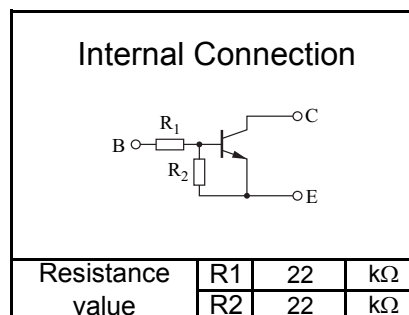 Internal Connection
C
R1
B
R2
E
Resistance value R1 22 kΩ
R2 22 kΩ